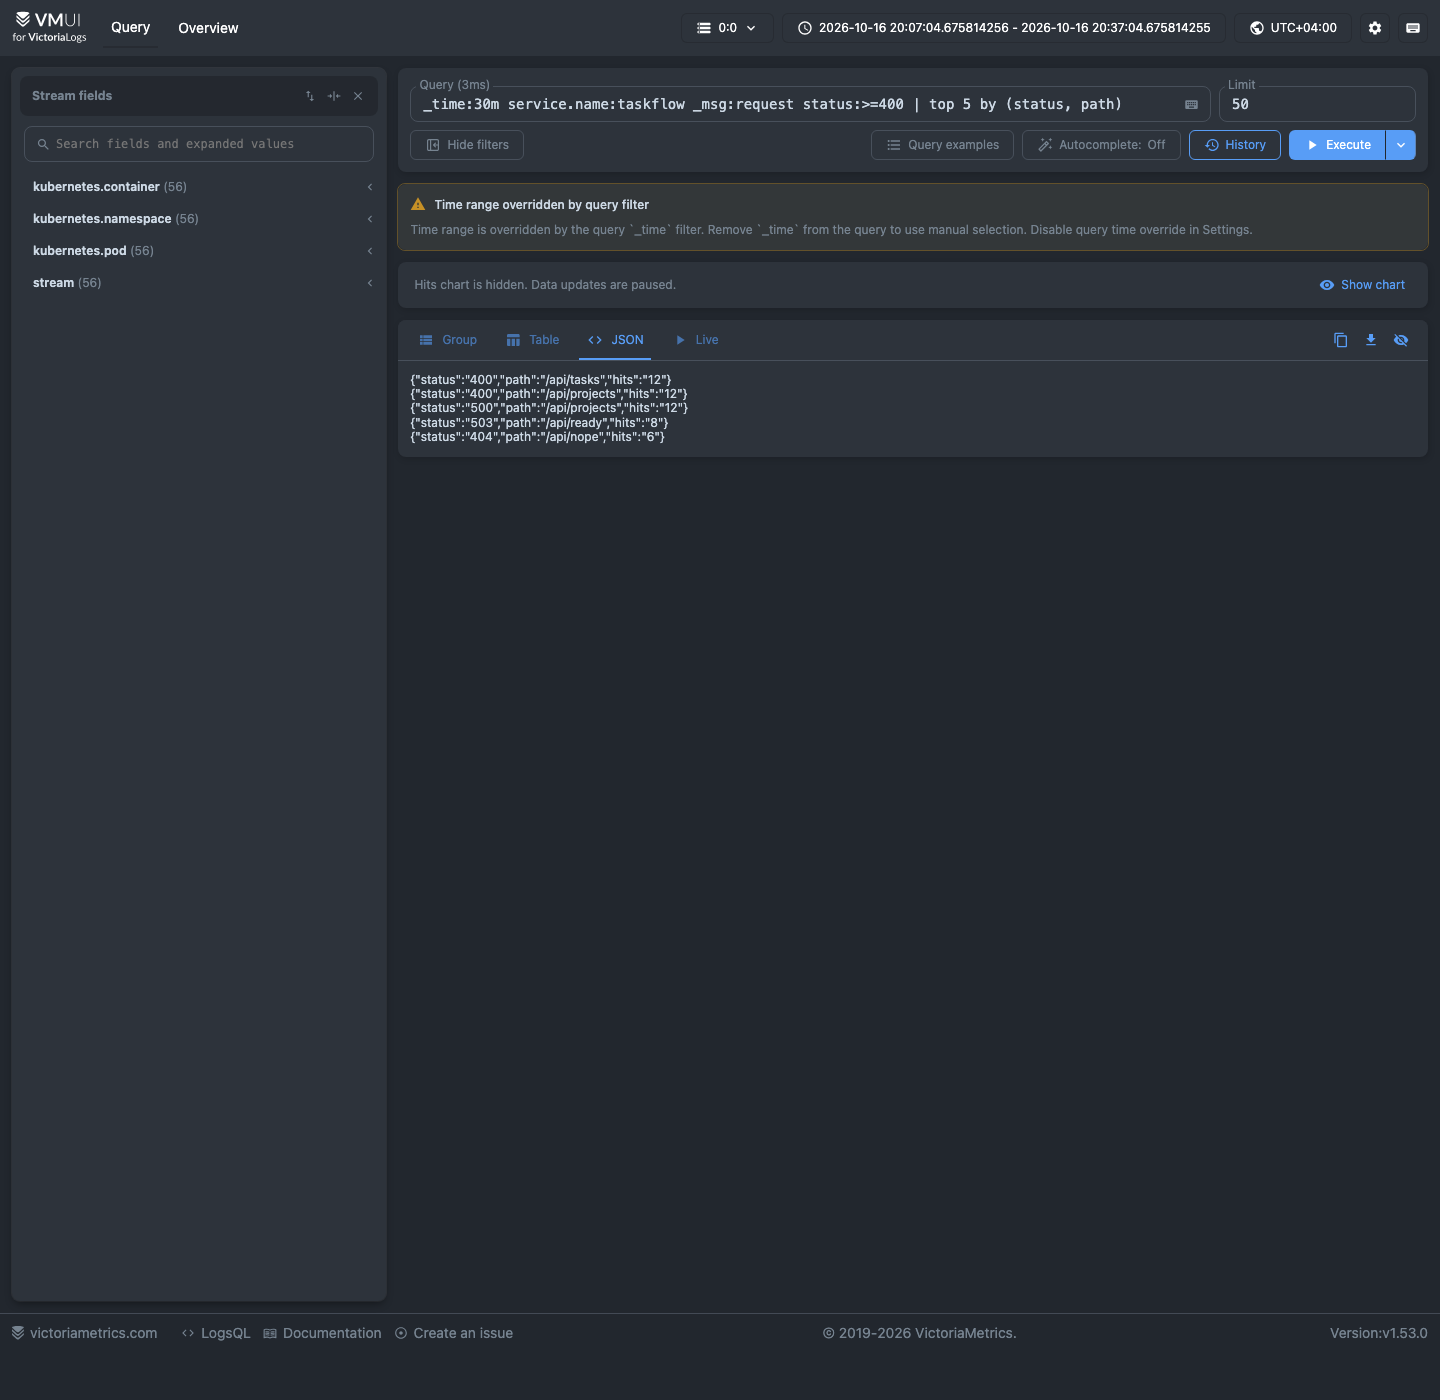 VMUI
for VictoriaLogs
Query
Overview
0:0
2026-10-16 20:07:04.675814256 - 2026-10-16 20:37:04.675814255
UTC+04:00
Stream fields
Search fields and expanded values
kubernetes.container (56)
kubernetes.namespace (56)
kubernetes.pod (56)
stream (56)
Query (3ms)
_time:30m service.name:taskflow _msg:request status:>=400 | top 5 by (status, path)
Limit
50
Hide filters
Query examples
Autocomplete: Off
History
Execute
Time range overridden by query filter
Time range is overridden by the query `_time` filter. Remove `_time` from the query to use manual selection. Disable query time override in Settings.
Hits chart is hidden. Data updates are paused.
Show chart
Group
Table
JSON
Live
{"status":"400","path":"/api/tasks","hits":"12"}
{"status":"400","path":"/api/projects","hits":"12"}
{"status":"500","path":"/api/projects","hits":"12"}
{"status":"503","path":"/api/ready","hits":"8"}
{"status":"404","path":"/api/nope","hits":"6"}
victoriametrics.com
LogsQL
Documentation
Create an issue
© 2019-2026 VictoriaMetrics.
Version:v1.53.0